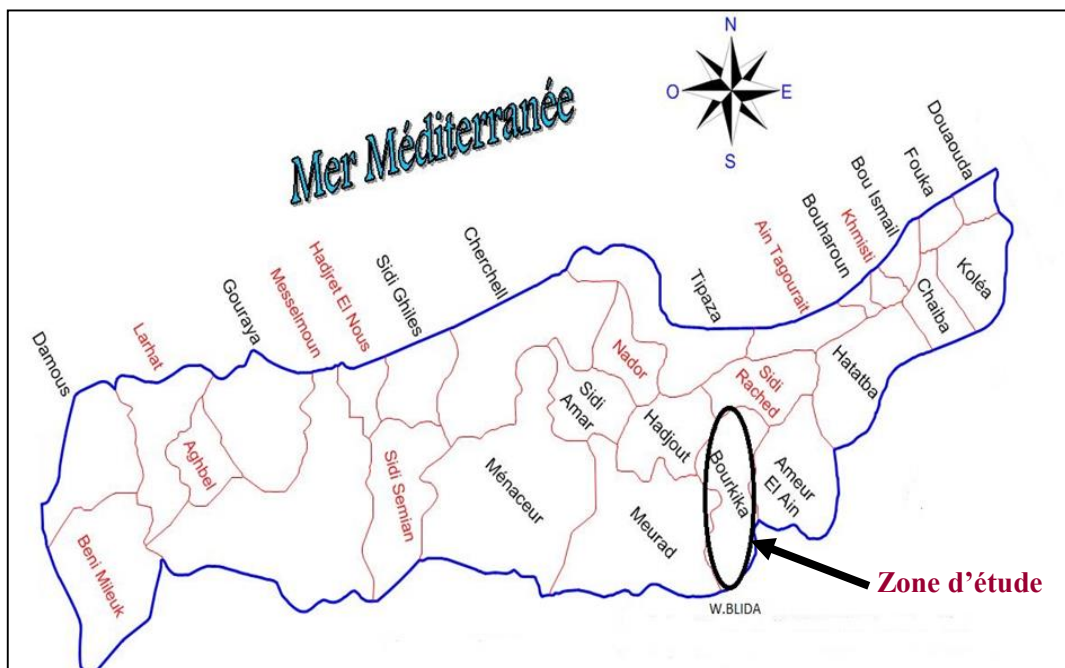 N
O
E
S
Mer Méditerranée
Damous
Larhat
Gouraya
Messelmoun
Hadjret El Nous
Sidi Ghiles
Cherchell
Tipaza
Ain Tagourait
Bouharoun
Khmisti
Bou Ismail
Fouka
Douaouda
Koléa
Chaiba
Hatatba
Nador
Sidi
Rached
Sidi
Amar
Hadjout
Bourkika
Ameur
El Ain
Aghbel
Sidi Semian
Ménaceur
Meurad
Beni Mileuk
Zone d’étude
W.BLIDA